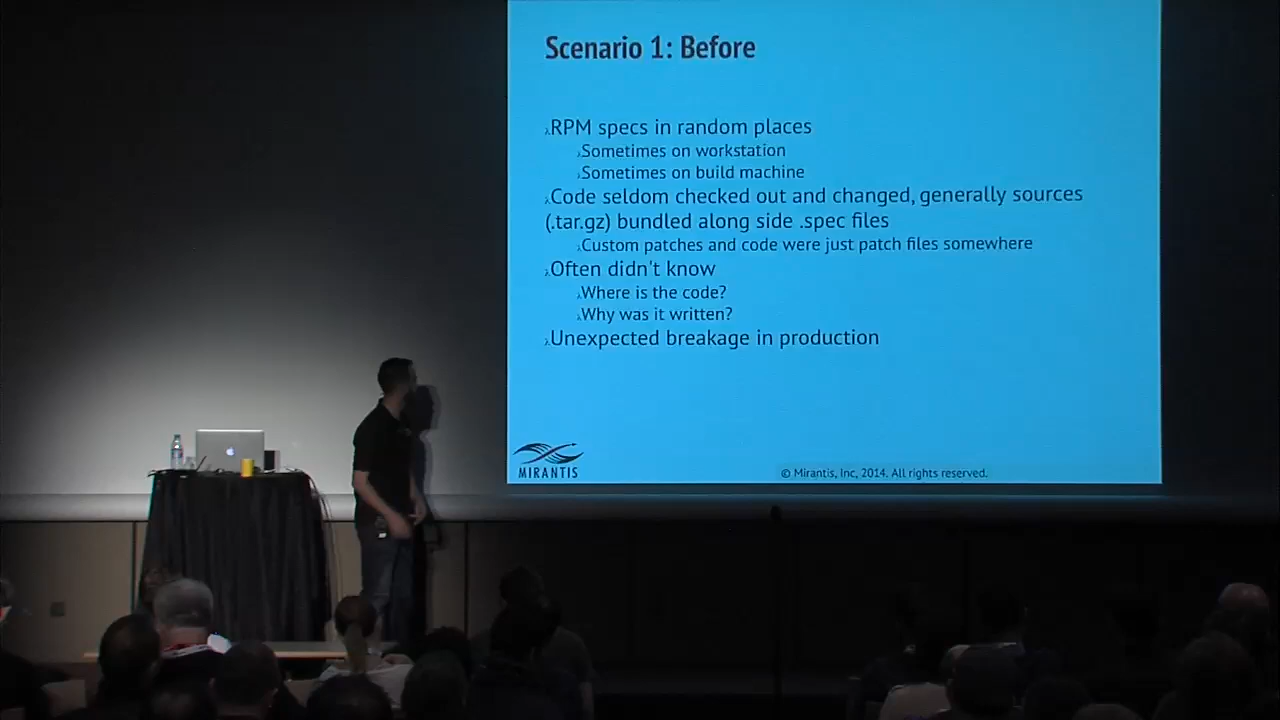 Scenario 1: Before
RPM specs in random places
Sometimes on workstation
Sometimes on build machine
Code seldom checked out and changed, generally sources
(.tar.gz) bundled along side .spec files
Custom patches and code were just patch files somewhere
Often didn't know
Where is the code?
Why was it written?
Unexpected breakage in production
MIRANTIS
© Mirantis, Inc, 2014. All rights reserved.